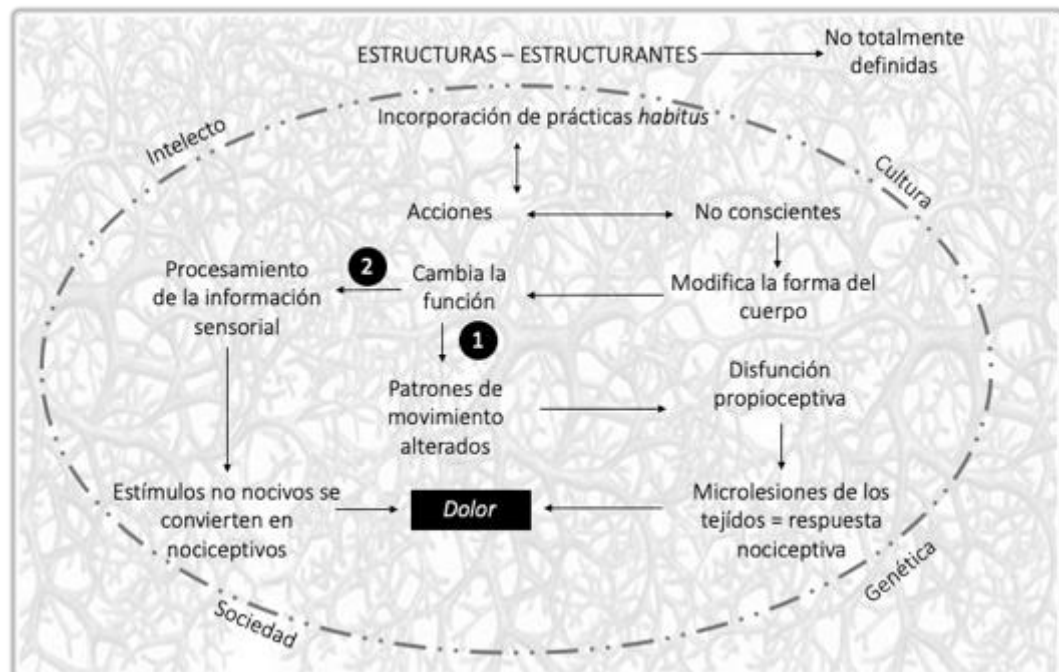 ESTRUCTURAS – ESTRUCTURANTES
No totalmente
definidas
Incorporación de prácticas habitus
Intelecto
Cultura
Acciones
No conscientes
Procesamiento
de la información
sensorial
2
Cambia la
función
Modifica la forma del
cuerpo
1
Patrones de
movimiento
alterados
Disfunción
propioceptiva
Estímulos no nocivos se
convierten en
nociceptivos
Dolor
Microlesiones de los
tejídos = respuesta
nociceptiva
Genética
Sociedad